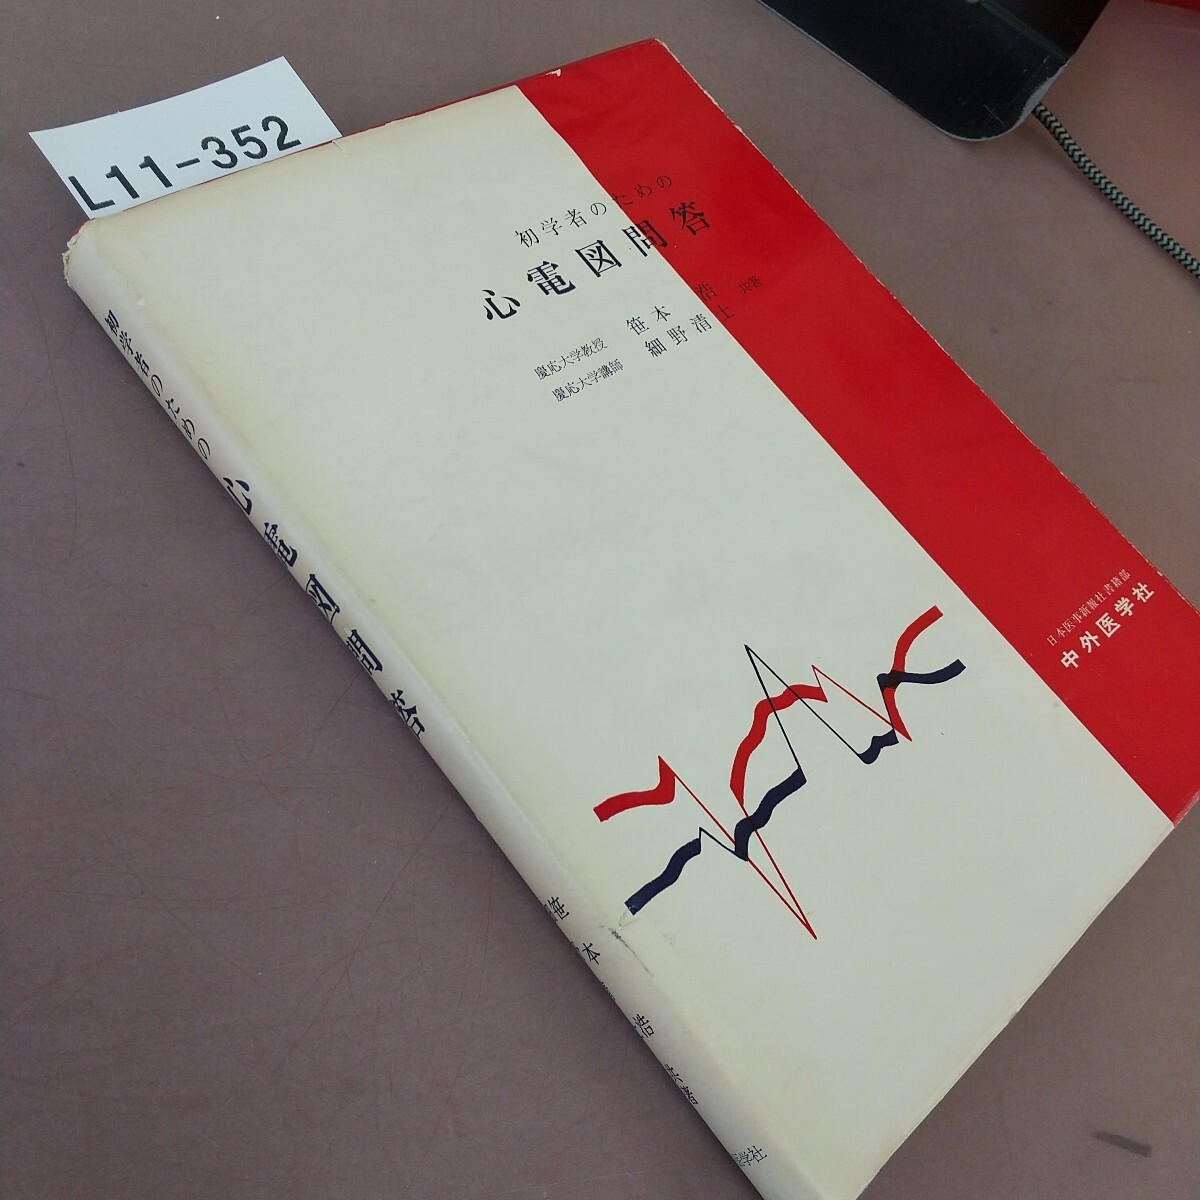 L11-352
初学者のための
心電図問答
慶応大学教授 笹本 浩
慶応大学講師 細野清士
共著
日本医事新報社書籍部
中外医学社
初学者のための
心電図問答
笹本 浩
共著
医学社